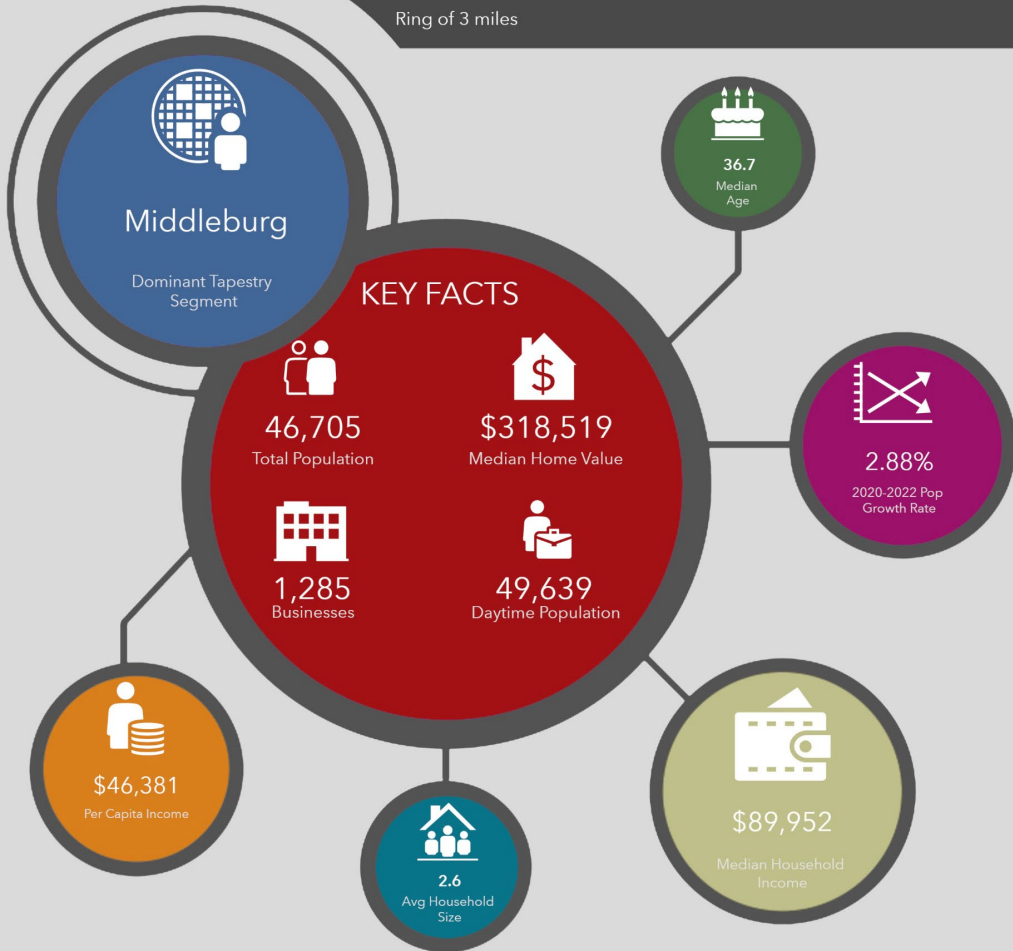 Ring of 3 miles
Middleburg
Dominant Tapestry
Segment
KEY FACTS
46,705
Total Population
$318,519
Median Home Value
1,285
Businesses
49,639
Daytime Population
36.7
Median
Age
2.88%
2020-2022 Pop
Growth Rate
$46,381
Per Capita Income
2.6
Avg Household
Size
$89,952
Median Household
Income